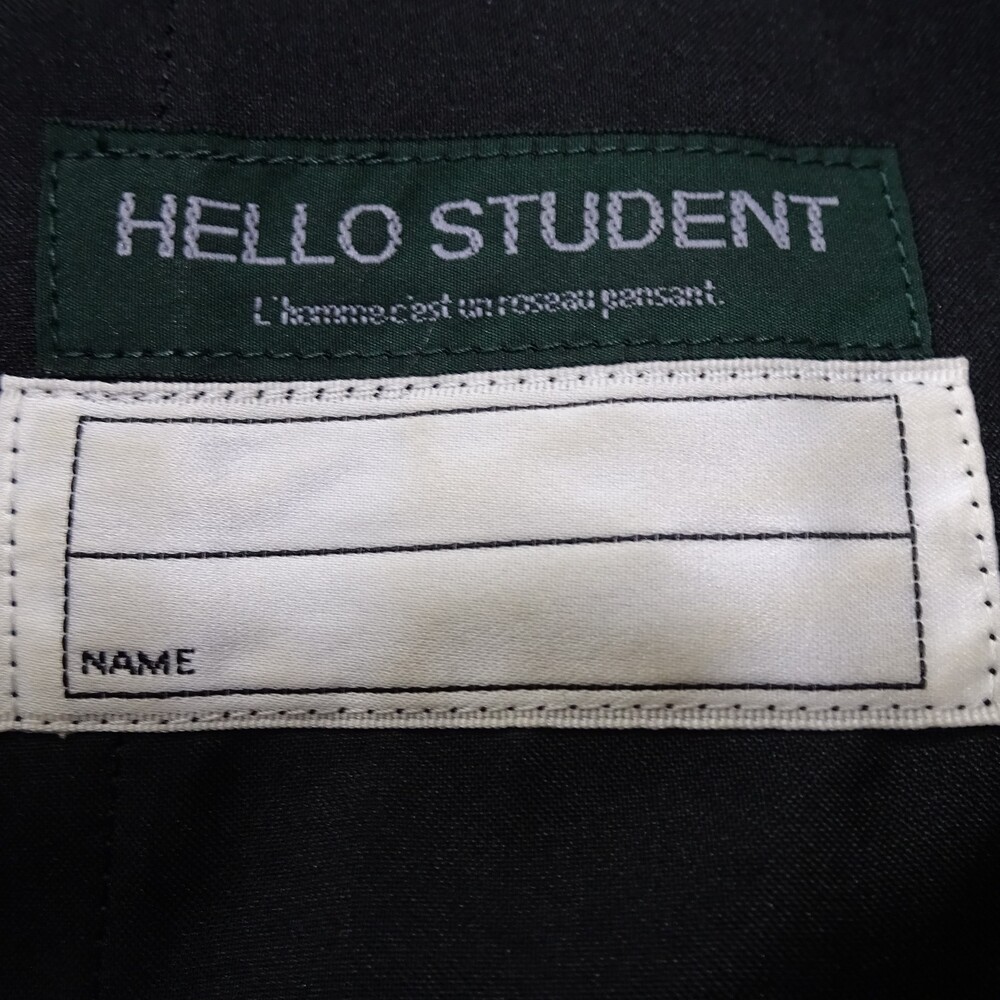 HELLO STUDENT
L'homme.c'est un roseau pensant.
NAME